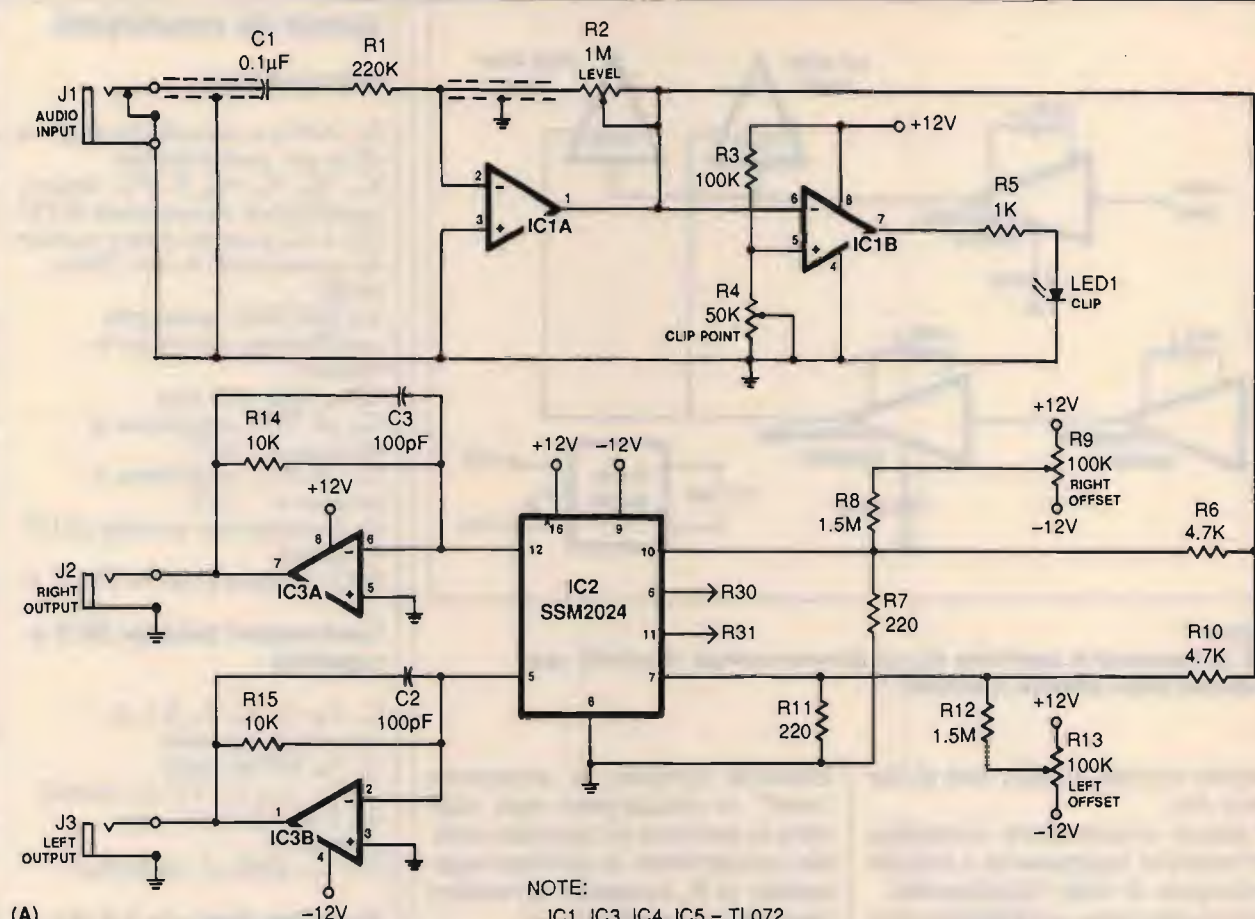 J1
AUDIO
INPUT
C1
0.1µF
R1
220K
R2
1M
LEVEL
2
3
1
IC1A
R3
100K
+12V
R4
50K
CLIP POINT
6
5
8
4
7
IC1B
R5
1K
LED1
CLIP
R14
10K
C3
100pF
+12V
8
6
5
7
IC3A
J2
RIGHT
OUTPUT
+12V
-12V
16
9
12
10
6
11
5
7
8
IC2
SSM2024
R30
R31
R8
1.5M
+12V
R9
100K
RIGHT
OFFSET
-12V
R6
4.7K
R7
220
R10
4.7K
R11
220
R12
1.5M
+12V
R13
100K
LEFT
OFFSET
-12V
R15
10K
C2
100pF
2
3
1
4
IC3B
J3
LEFT
OUTPUT
-12V
(A)
NOTE:
IC1, IC3, IC4, IC5 – TL072